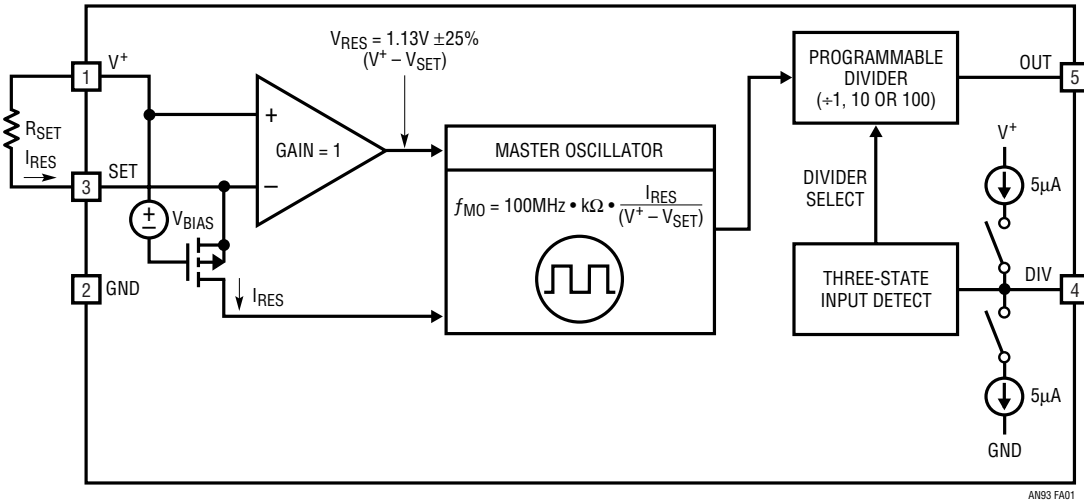 V_RES = 1.13V ±25%
(V⁺ – V_SET)
1
V⁺
R_SET
I_RES
3
SET
2
GND
+
GAIN = 1
–
+
–
V_BIAS
I_RES
MASTER OSCILLATOR
ƒ_MO = 100MHz • kΩ • I_RES / (V⁺ – V_SET)
PROGRAMMABLE
DIVIDER
(÷1, 10 OR 100)
OUT
5
DIVIDER
SELECT
V⁺
5µA
THREE-STATE
INPUT DETECT
DIV
4
5µA
GND
AN93 FA01